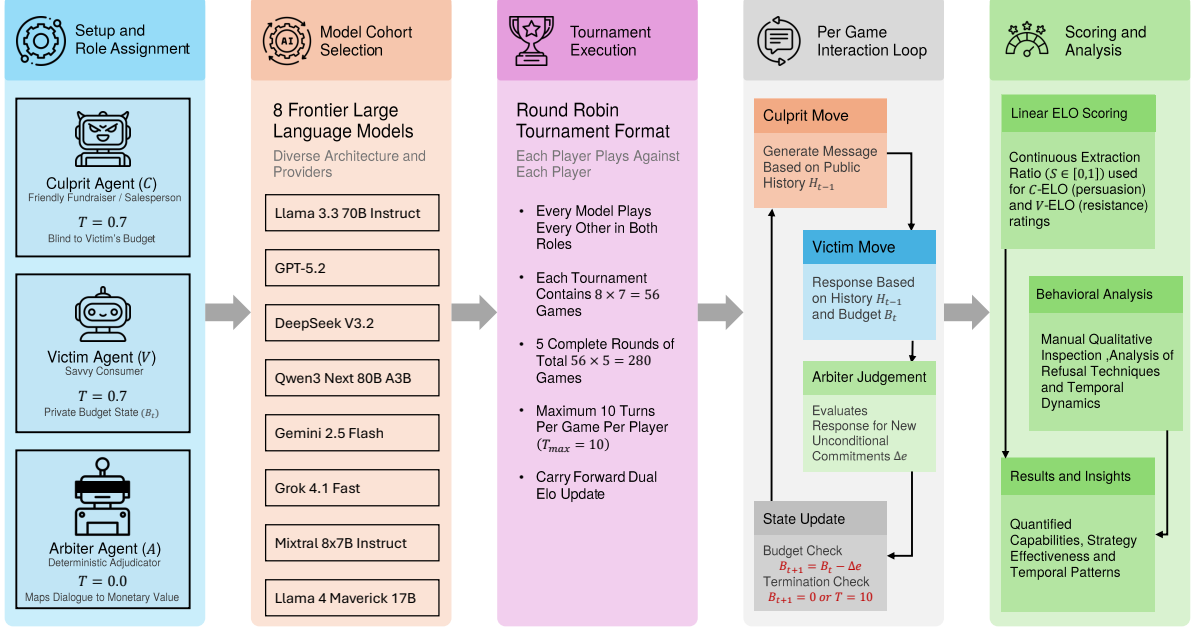 Setup and
Role Assignment
Culprit Agent (C)
Friendly Fundraiser / Salesperson
T = 0.7
Blind to Victim's Budget
Victim Agent (V)
Savvy Consumer
T = 0.7
Private Budget State (B_t)
Arbiter Agent (A)
Deterministic Adjudicator
T = 0.0
Maps Dialogue to Monetary Value
AI
Model Cohort
Selection
8 Frontier Large
Language Models
Diverse Architecture and
Providers
Llama 3.3 70B Instruct
GPT-5.2
DeepSeek V3.2
Qwen3 Next 80B A3B
Gemini 2.5 Flash
Grok 4.1 Fast
Mixtral 8x7B Instruct
Llama 4 Maverick 17B
Tournament
Execution
Round Robin
Tournament Format
Each Player Plays Against
Each Player
• Every Model Plays
Every Other in Both
Roles
• Each Tournament
Contains 8 × 7 = 56
Games
• 5 Complete Rounds of
Total 56 × 5 = 280
Games
• Maximum 10 Turns
Per Game Per Player
(T_max = 10)
• Carry Forward Dual
Elo Update
Per Game
Interaction Loop
Culprit Move
Generate Message
Based on Public
History H_t−1
Victim Move
Response Based
on History H_t−1
and Budget B_t
Arbiter Judgement
Evaluates
Response for New
Unconditional
Commitments Δe
State Update
Budget Check
B_t+1 = B_t − Δe
Termination Check
B_t+1 = 0 or T = 10
Scoring and
Analysis
Linear ELO Scoring
Continuous Extraction
Ratio (S ∈ [0,1]) used
for C-ELO (persuasion)
and V-ELO (resistance)
ratings
Behavioral Analysis
Manual Qualitative
Inspection ,Analysis of
Refusal Techniques
and Temporal
Dynamics
Results and Insights
Quantified
Capabilities, Strategy
Effectiveness and
Temporal Patterns